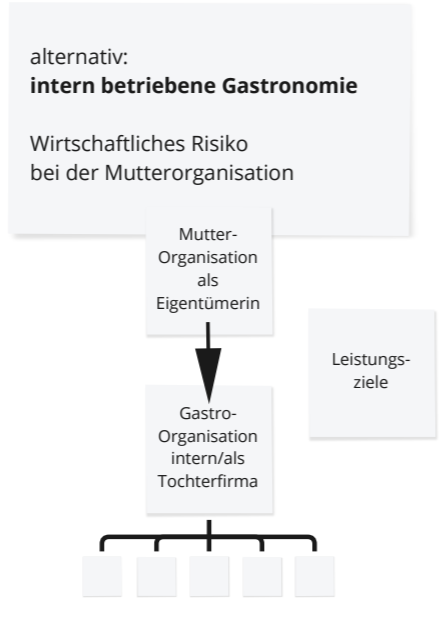 alternativ:
intern betriebene Gastronomie
Wirtschaftliches Risiko
bei der Mutterorganisation
Mutter-
Organisation
als
Eigentümerin
Leistungs-
ziele
Gastro-
Organisation
intern/als
Tochterfirma